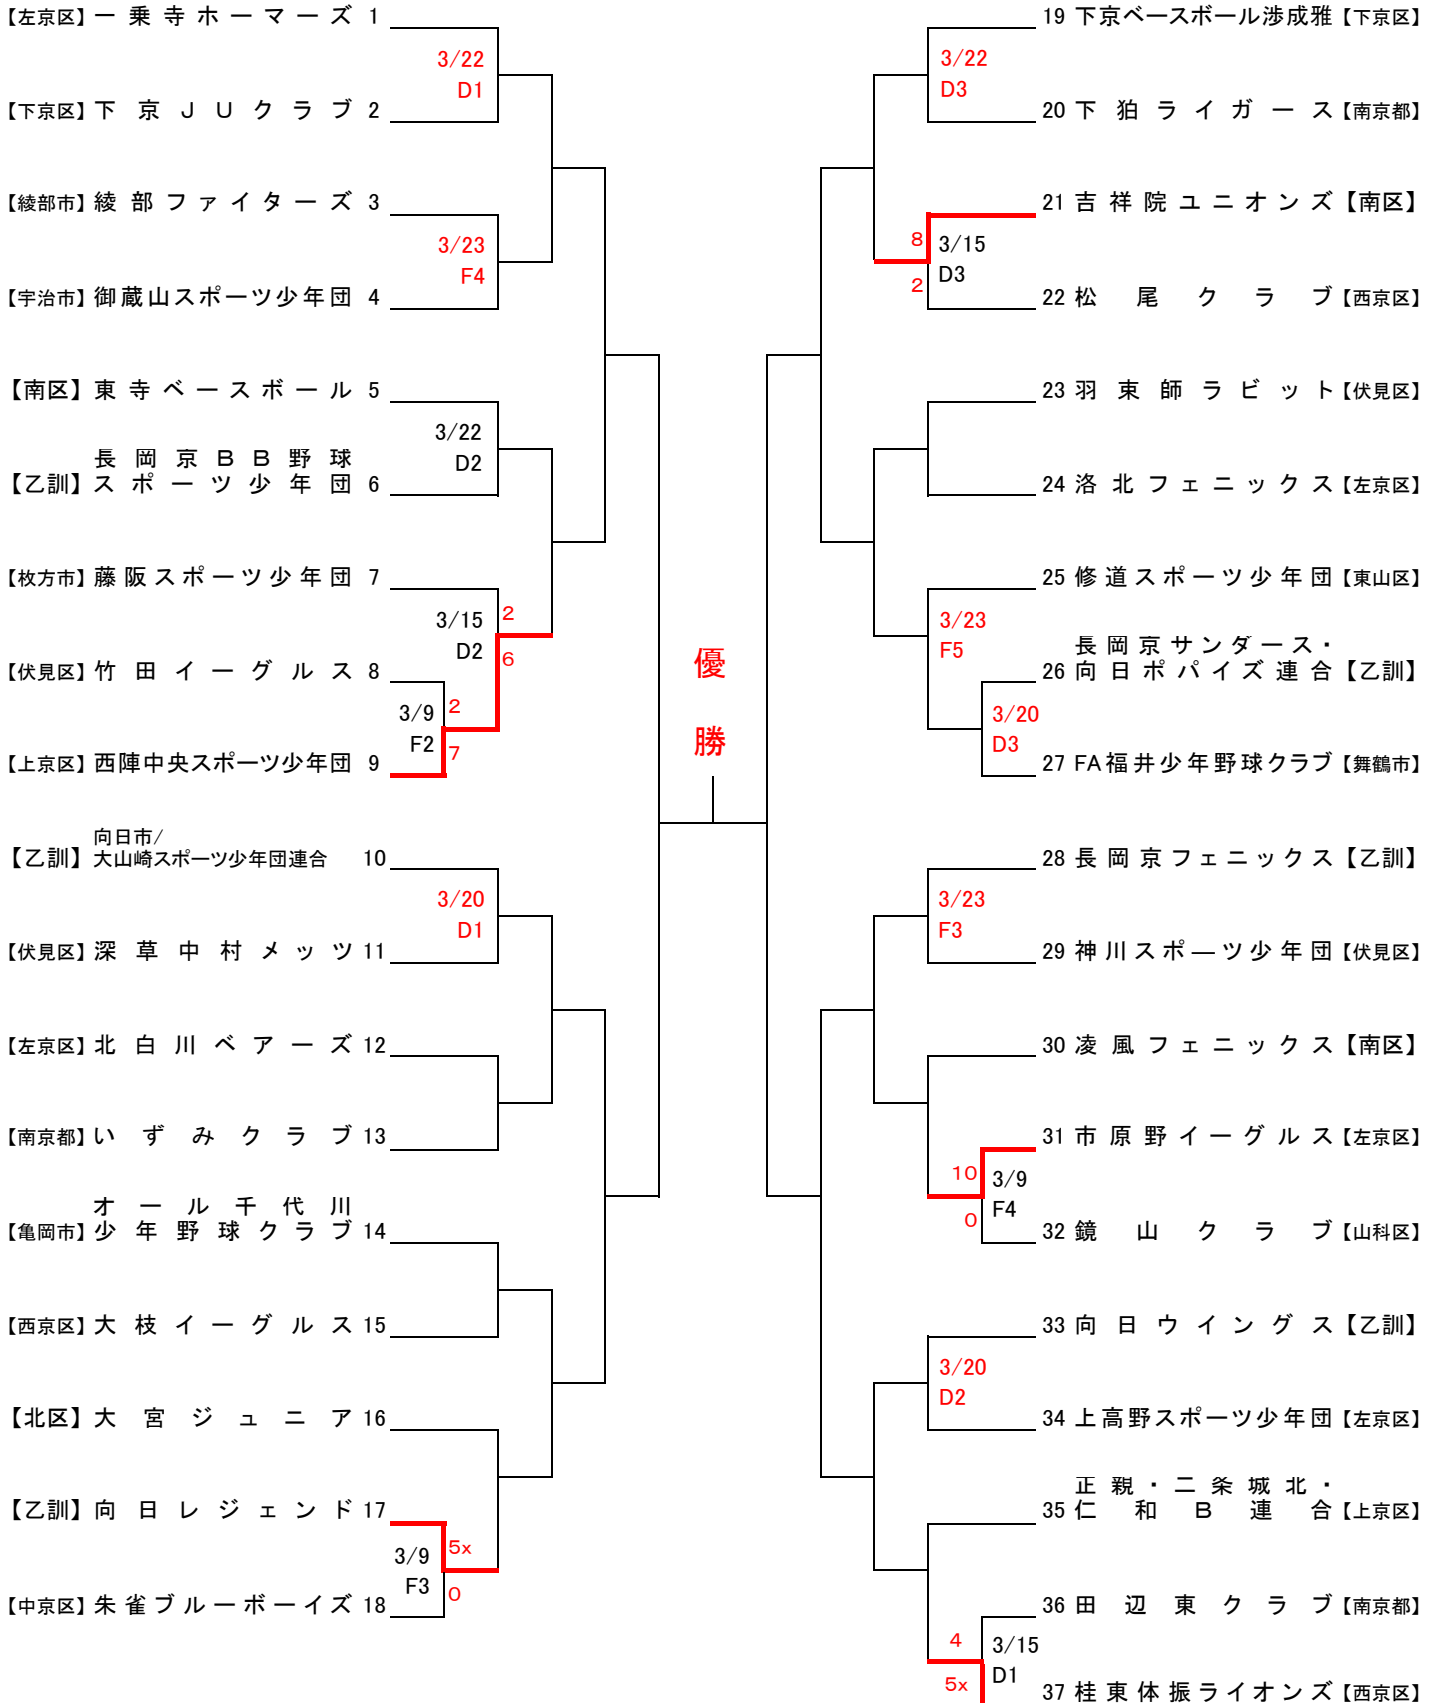 【左京区】一乗寺ホーマーズ 1
3/22
D1
【下京区】下京ＪＵクラブ 2
【綾部市】綾部ファイターズ 3
3/23
F4
【宇治市】御蔵山スポーツ少年団 4
【南区】東寺ベースボール 5
3/22
D2
長岡京ＢＢ野球
【乙訓】スポーツ少年団 6
【枚方市】藤阪スポーツ少年団 7
3/15
D2
2
6
【伏見区】竹田イーグルス 8
3/9
F2
2
7
【上京区】西陣中央スポーツ少年団 9
向日市/
【乙訓】大山崎スポーツ少年団連合 10
3/20
D1
【伏見区】深草中村メッツ 11
【左京区】北白川ベアーズ 12
【南京都】いずみクラブ 13
オール千代川
【亀岡市】少年野球クラブ 14
【西京区】大枝イーグルス 15
【北区】大宮ジュニア 16
【乙訓】向日レジェンド 17
3/9
F3
5x
0
【中京区】朱雀ブルーボーイズ 18
優
勝
19 下京ベースボール渉成雅【下京区】
3/22
D3
20 下狛ライガース【南京都】
21 吉祥院ユニオンズ【南区】
8
2
3/15
D3
22 松尾クラブ【西京区】
23 羽束師ラビット【伏見区】
24 洛北フェニックス【左京区】
25 修道スポーツ少年団【東山区】
3/23
F5
長岡京サンダース・
26 向日ポパイズ連合【乙訓】
3/20
D3
27 FA福井少年野球クラブ【舞鶴市】
28 長岡京フェニックス【乙訓】
3/23
F3
29 神川スポ―ツ少年団【伏見区】
30 凌風フェニックス【南区】
31 市原野イーグルス【左京区】
10
0
3/9
F4
32 鏡山クラブ【山科区】
33 向日ウイングス【乙訓】
3/20
D2
34 上高野スポーツ少年団【左京区】
正親・二条城北・
35 仁和Ｂ連合【上京区】
36 田辺東クラブ【南京都】
4
5x
3/15
D1
37 桂東体振ライオンズ【西京区】